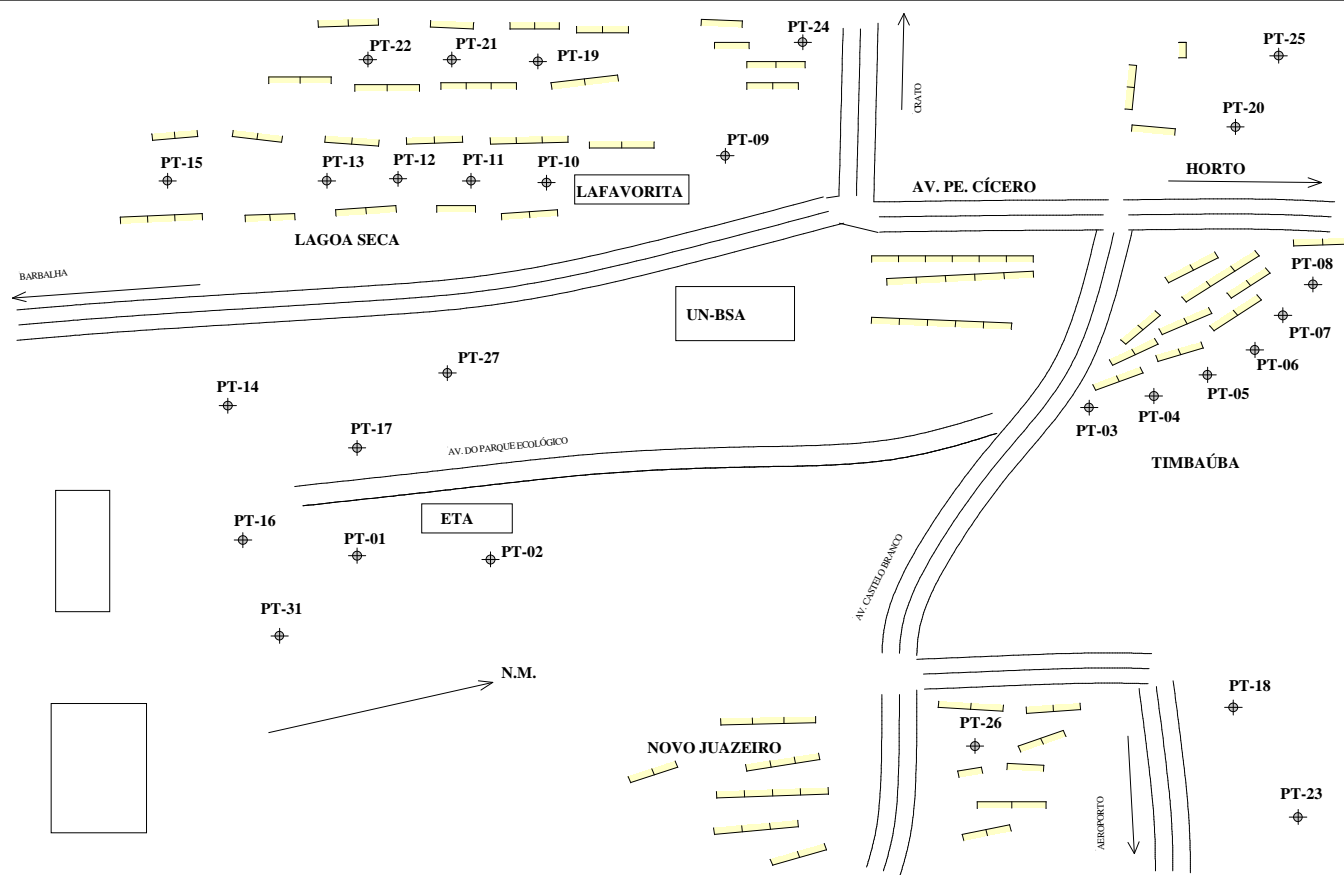 PT-24
PT-22
PT-21
PT-19
PT-25
CRATO
PT-20
PT-09
PT-15
PT-13
PT-12
PT-11
PT-10
HORTO
LAFAVORITA
AV. PE. CÍCERO
LAGOA SECA
BARBALHA
PT-08
UN-BSA
PT-07
PT-27
PT-06
PT-14
PT-05
PT-04
PT-03
PT-17
AV. DO PARQUE ECOLÓGICO
TIMBAÚBA
PT-16
ETA
PT-01
PT-02
AV. CASTELO BRANCO
PT-31
N.M.
PT-18
PT-26
NOVO JUAZEIRO
PT-23
AEROPORTO